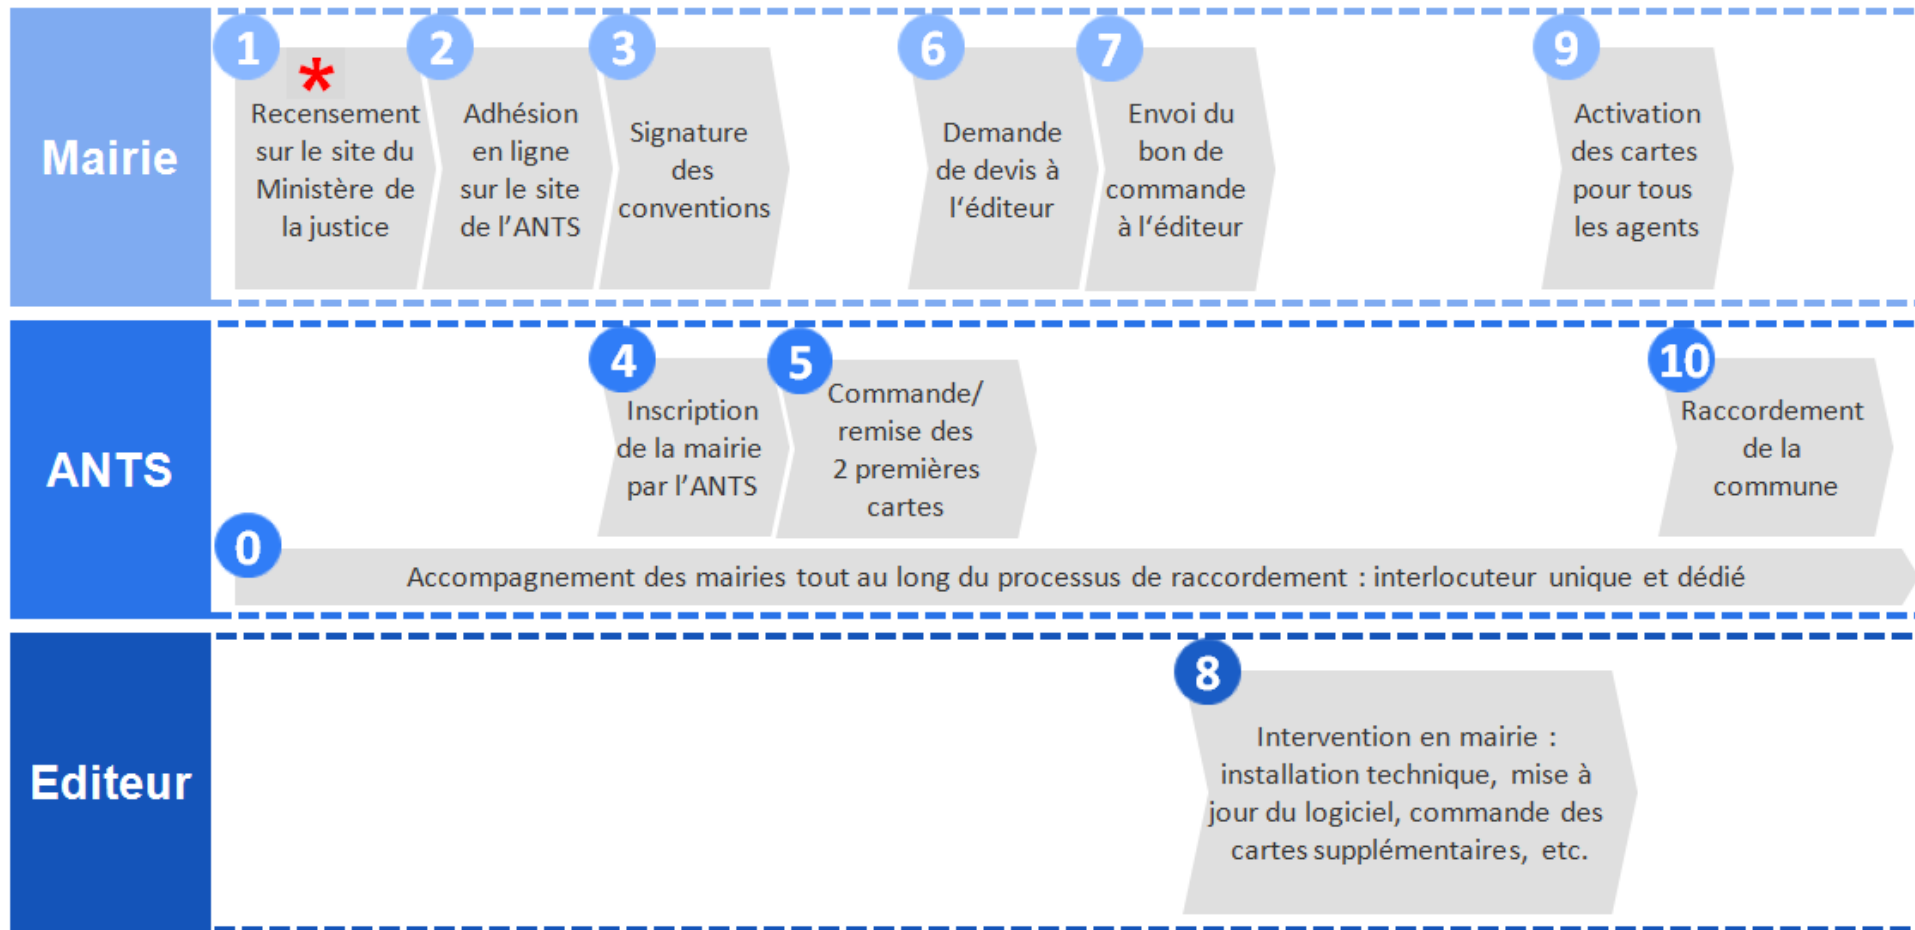 Mairie
1
*
Recensement
sur le site du
Ministère de
la justice
2
Adhésion
en ligne
sur le site
de l’ANTS
3
Signature
des
conventions
6
Demande
de devis à
l‘éditeur
7
Envoi du
bon de
commande
à l‘éditeur
9
Activation
des cartes
pour tous
les agents
ANTS
4
Inscription
de la mairie
par l’ANTS
5
Commande/
remise des
2 premières
cartes
10
Raccordement
de la
commune
0
Accompagnement des mairies tout au long du processus de raccordement : interlocuteur unique et dédié
Editeur
8
Intervention en mairie :
installation technique, mise à
jour du logiciel, commande des
cartes supplémentaires, etc.